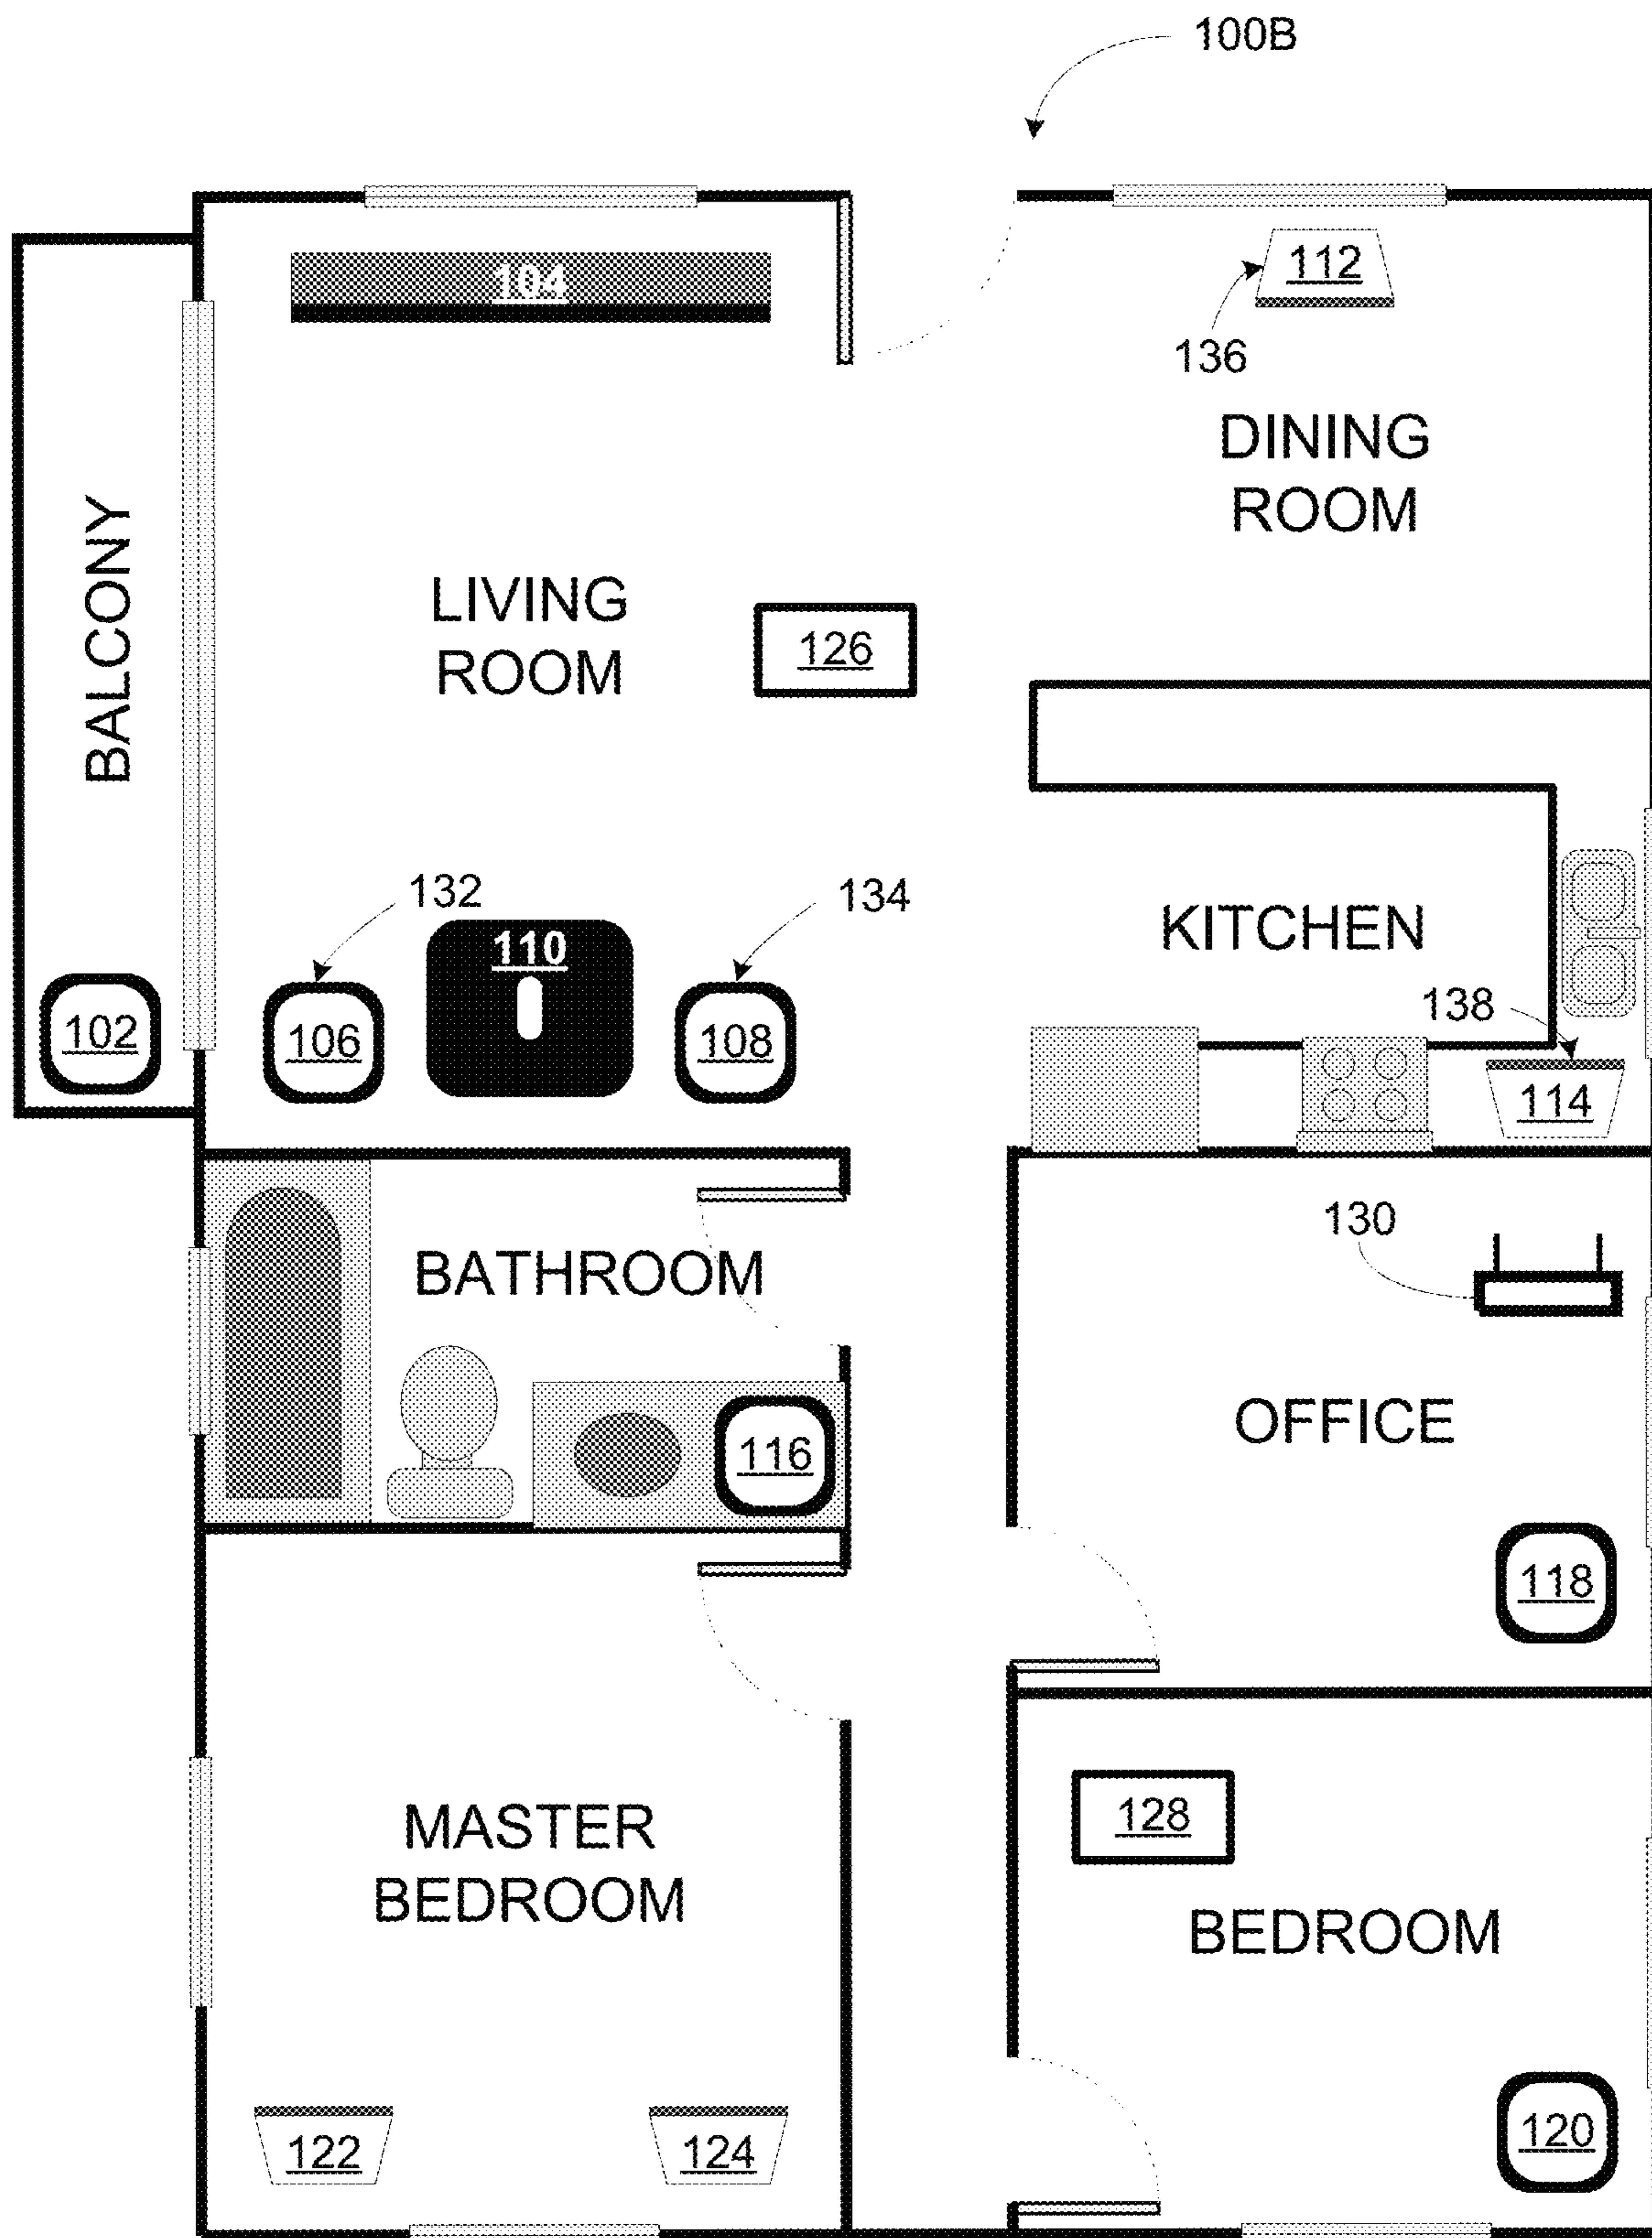 100B
104
112
136
DINING
ROOM
BALCONY
LIVING
ROOM
126
132
134
110
KITCHEN
102
106
108
138
114
130
BATHROOM
OFFICE
116
118
128
MASTER
BEDROOM
BEDROOM
122
124
120